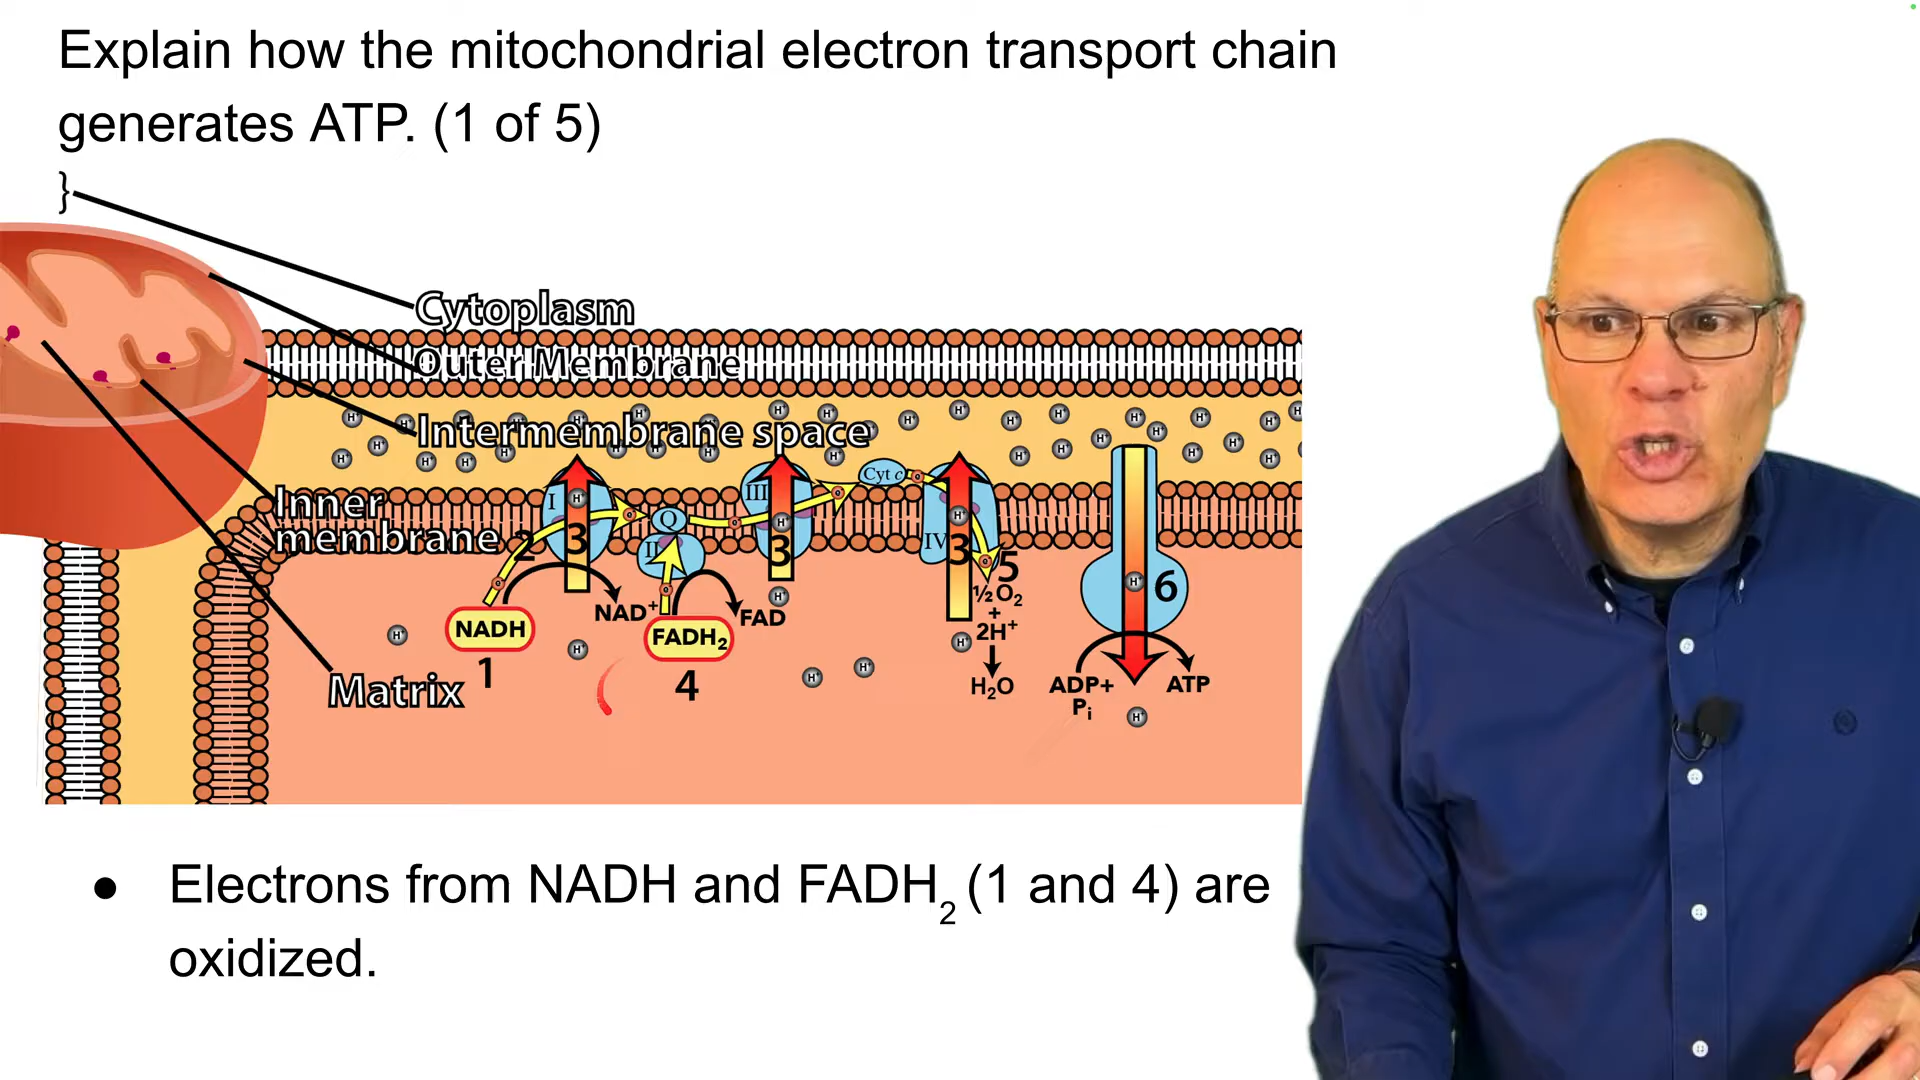 Explain how the mitochondrial electron transport chain
generates ATP. (1 of 5)
}
Cytoplasm
Outer Membrane
Intermembrane space
Inner
membrane
Matrix
I
II
III
IV
Q
Cyt c
2
3
3
3
5
6
NADH
1
NAD+
FADH2
4
FAD
½ O2
+
2H+
H2O
ADP+
Pi
ATP
H+
● Electrons from NADH and FADH2 (1 and 4) are
oxidized.